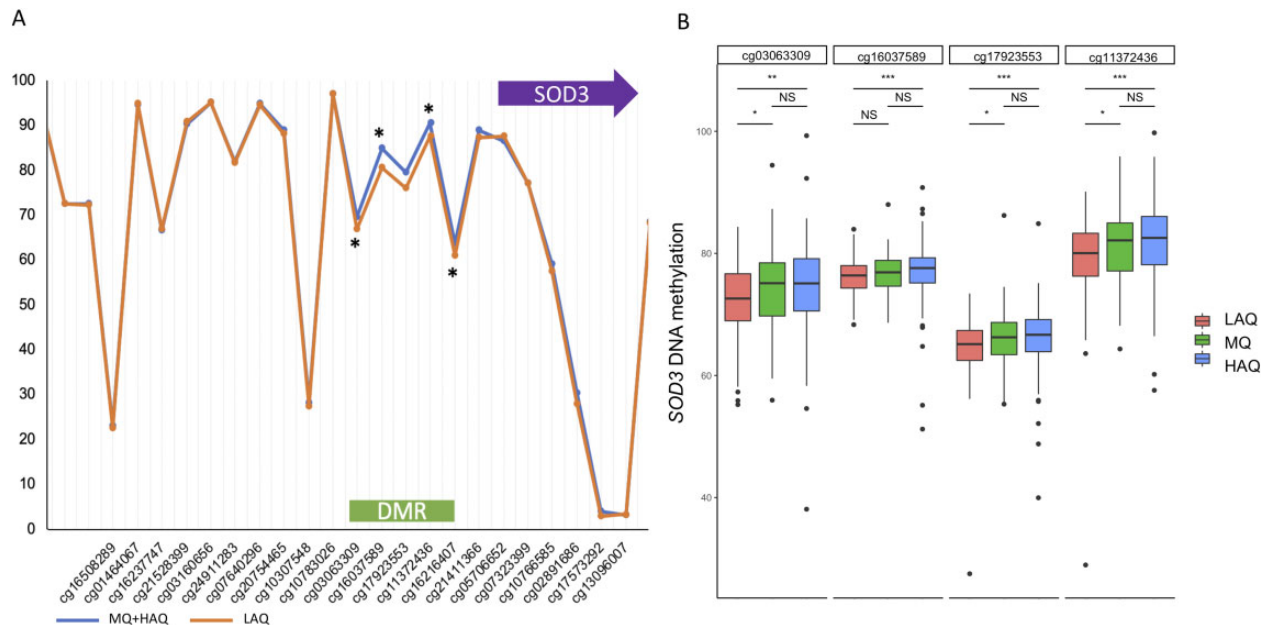 A
100
90
80
70
60
50
40
30
20
10
0
SOD3
*
*
*
*
DMR
cg16508289
cg01464067
cg16237747
cg21528399
cg03160656
cg24911283
cg07640296
cg20754465
cg10307548
cg10783026
cg03063309
cg16037589
cg17923553
cg11372436
cg16216407
cg21411366
cg05706652
cg07323399
cg10766585
cg02891686
cg17573292
cg13096007
MQ+HAQ LAQ
B
cg03063309 cg16037589 cg17923553 cg11372436
** *** *** ***
NS NS NS NS
* NS * *
100
80
60
40
SOD3 DNA methylation
LAQ
MQ
HAQ